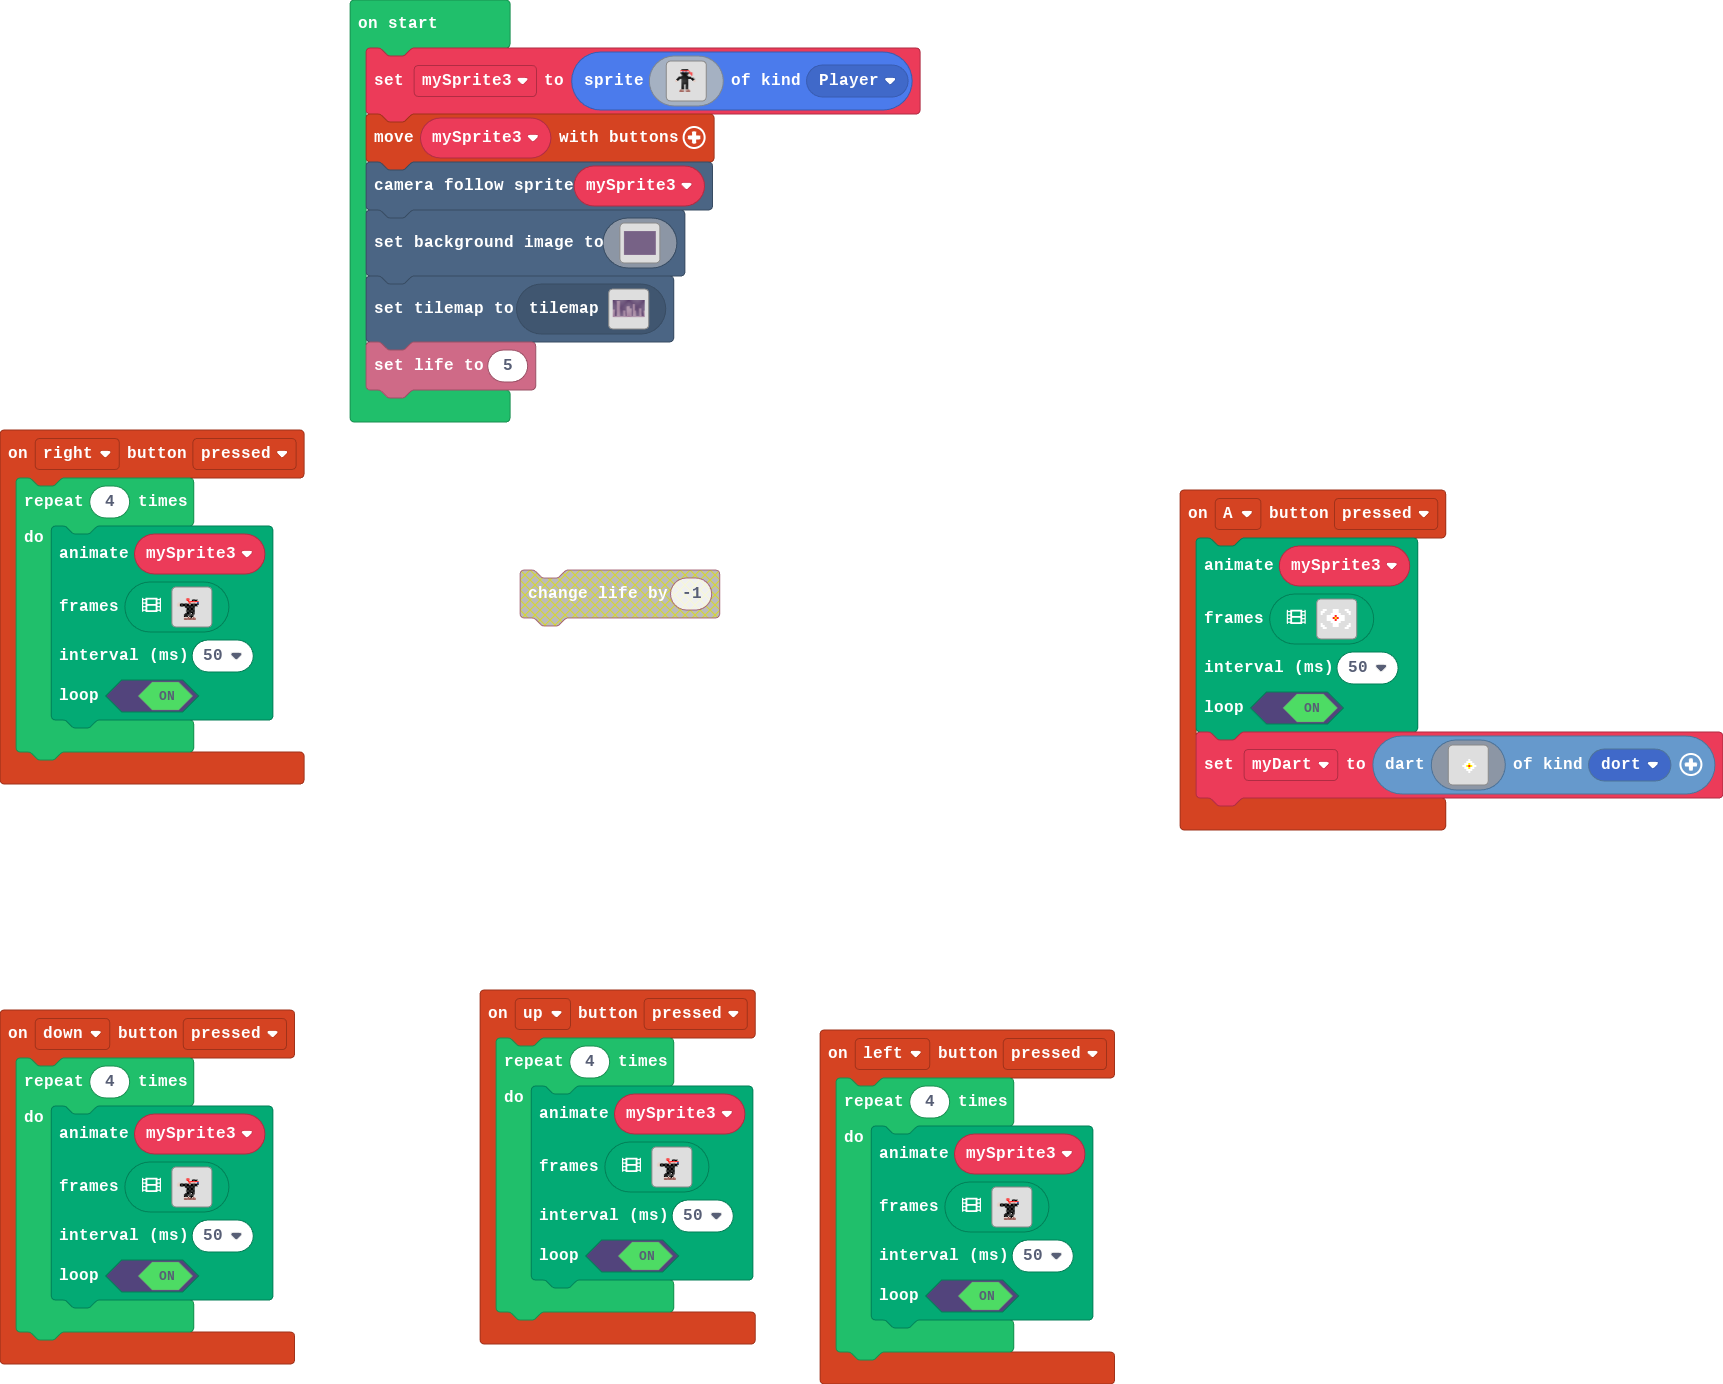 on start
set mySprite3 to sprite of kind Player
move mySprite3 with buttons
camera follow sprite mySprite3
set background image to
set tilemap to tilemap
set life to 5
on right button pressed
repeat 4 times
do
animate mySprite3
frames
interval (ms) 50
loop ON
change life by -1
on A button pressed
animate mySprite3
frames
interval (ms) 50
loop ON
set myDart to dart of kind dort
on down button pressed
repeat 4 times
do
animate mySprite3
frames
interval (ms) 50
loop ON
on up button pressed
repeat 4 times
do
animate mySprite3
frames
interval (ms) 50
loop ON
on left button pressed
repeat 4 times
do
animate mySprite3
frames
interval (ms) 50
loop ON